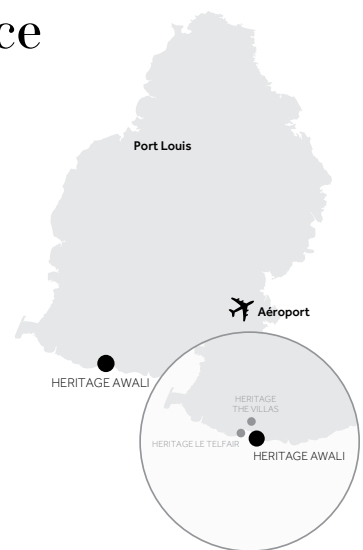 ce
Port Louis
Aéroport
HERITAGE AWALI
HERITAGE
THE VILLAS
HERITAGE LE TELFAIR
HERITAGE AWALI